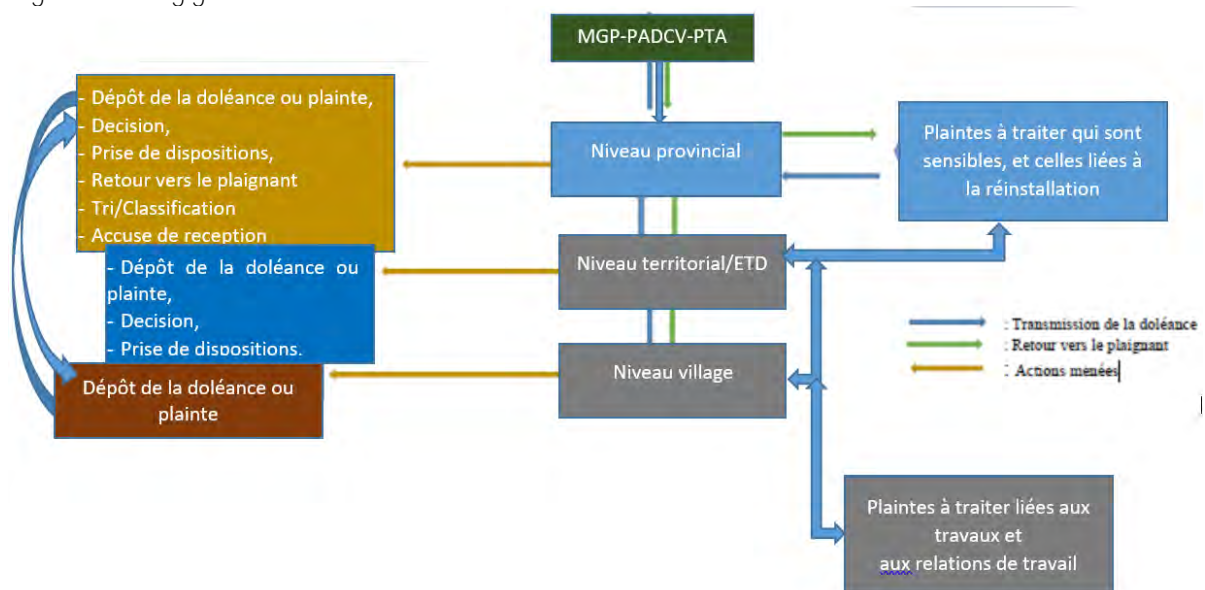 MGP-PADCV-PTA
- Dépôt de la doléance ou plainte,
- Decision,
- Prise de dispositions,
- Retour vers le plaignant
- Tri/Classification
- Accuse de reception
Niveau provincial
Plaintes à traiter qui sont
sensibles, et celles liées à
la réinstallation
- Dépôt de la doléance ou
plainte,
- Decision,
- Prise de dispositions.
Niveau territorial/ETD
: Transmission de la doléance
: Retour vers le plaignant
: Actions menées
Niveau village
Dépôt de la doléance ou
plainte
Plaintes à traiter liées aux
travaux et
aux relations de travail